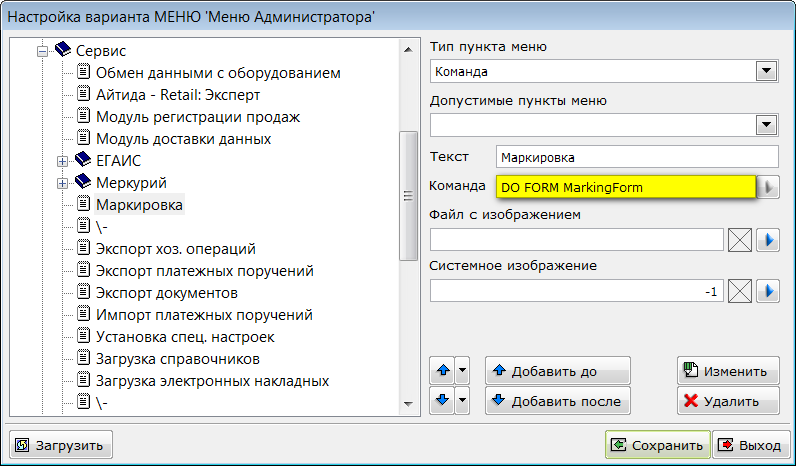 Настройка варианта МЕНЮ 'Меню Администратора'
Сервис
Обмен данными с оборудованием
Айтида - Retail: Эксперт
Модуль регистрации продаж
Модуль доставки данных
ЕГАИС
Меркурий
Маркировка
\-
Экспорт хоз. операций
Экспорт платежных поручений
Экспорт документов
Импорт платежных поручений
Установка спец. настроек
Загрузка справочников
Загрузка электронных накладных
\-
Тип пункта меню
Команда
Допустимые пункты меню
Текст Маркировка
Команда DO FORM MarkingForm
Файл с изображением
Системное изображение
-1
Добавить до Изменить
Добавить после Удалить
Загрузить Сохранить Выход